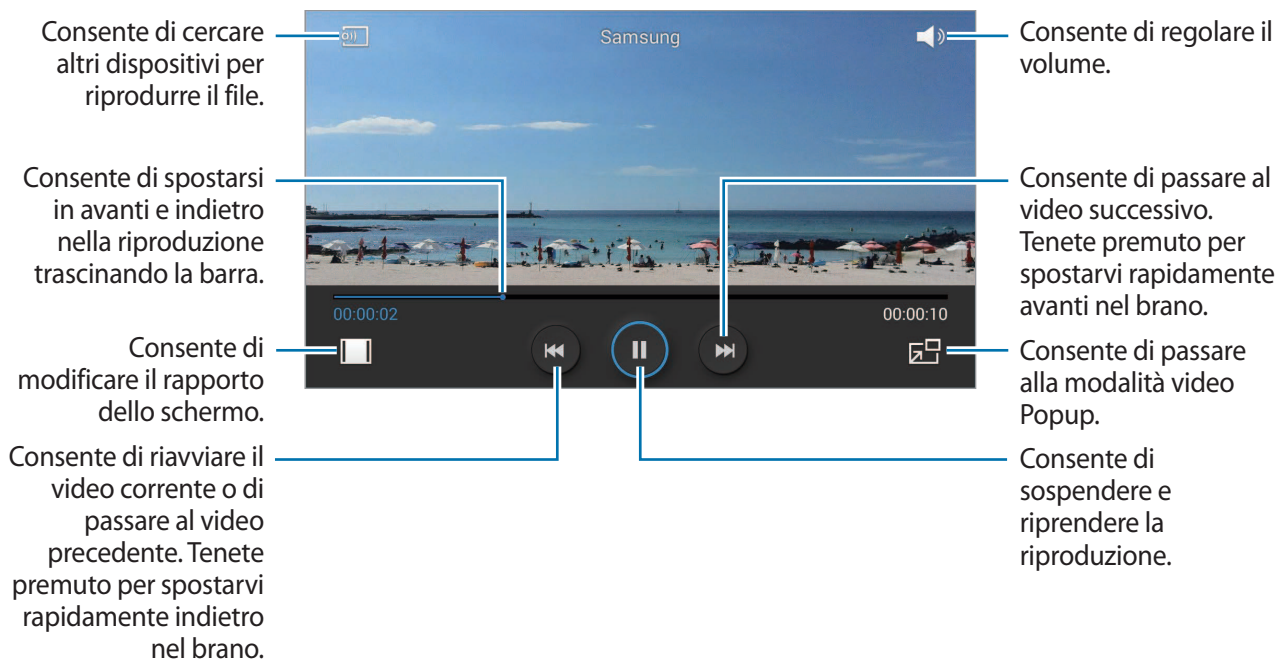 Consente di cercare
altri dispositivi per
riprodurre il file.
Samsung
Consente di regolare il
volume.
Consente di spostarsi
in avanti e indietro
nella riproduzione
trascinando la barra.
Consente di passare al
video successivo.
Tenete premuto per
spostarvi rapidamente
avanti nel brano.
00:00:02
00:00:10
Consente di
modificare il rapporto
dello schermo.
Consente di passare
alla modalità video
Popup.
Consente di riavviare il
video corrente o di
passare al video
precedente. Tenete
premuto per spostarvi
rapidamente indietro
nel brano.
Consente di
sospendere e
riprendere la
riproduzione.